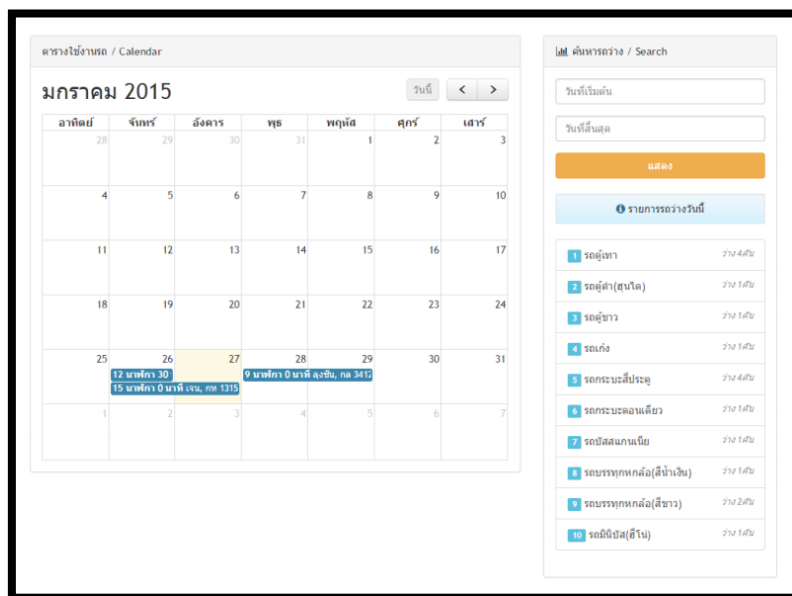 ตารางใช้งานรถ / Calendar
มกราคม 2015
วันนี้
อาทิตย์ จันทร์ อังคาร พุธ พฤหัส ศุกร์ เสาร์
28 29 30 31 1 2 3
4 5 6 7 8 9 10
11 12 13 14 15 16 17
18 19 20 21 22 23 24
25 26 27 28 29 30 31
12 นาฬิกา 30
9 นาฬิกา 0 นาที ลุงชัน, กล 3412
15 นาฬิกา 0 นาที เจน, กท 1315
1 2 3 4 5 6 7
ค้นหารถว่าง / Search
วันที่เริ่มต้น
วันที่สิ้นสุด
แสดง
รายการรถว่างวันนี้
1 รถตู้เทา ว่าง 4คัน
2 รถตู้ดำ(ฮุนได) ว่าง 1คัน
3 รถตู้ขาว ว่าง 1คัน
4 รถเก๋ง ว่าง 1คัน
5 รถกระบะสี่ประตู ว่าง 4คัน
6 รถกระบะตอนเดียว ว่าง 1คัน
7 รถบัสสแกนเนีย ว่าง 1คัน
8 รถบรรทุกหกล้อ(สีน้ำเงิน) ว่าง 1คัน
9 รถบรรทุกหกล้อ(สีขาว) ว่าง 2คัน
10 รถมินิบัส(ฮีโน่) ว่าง 1คัน